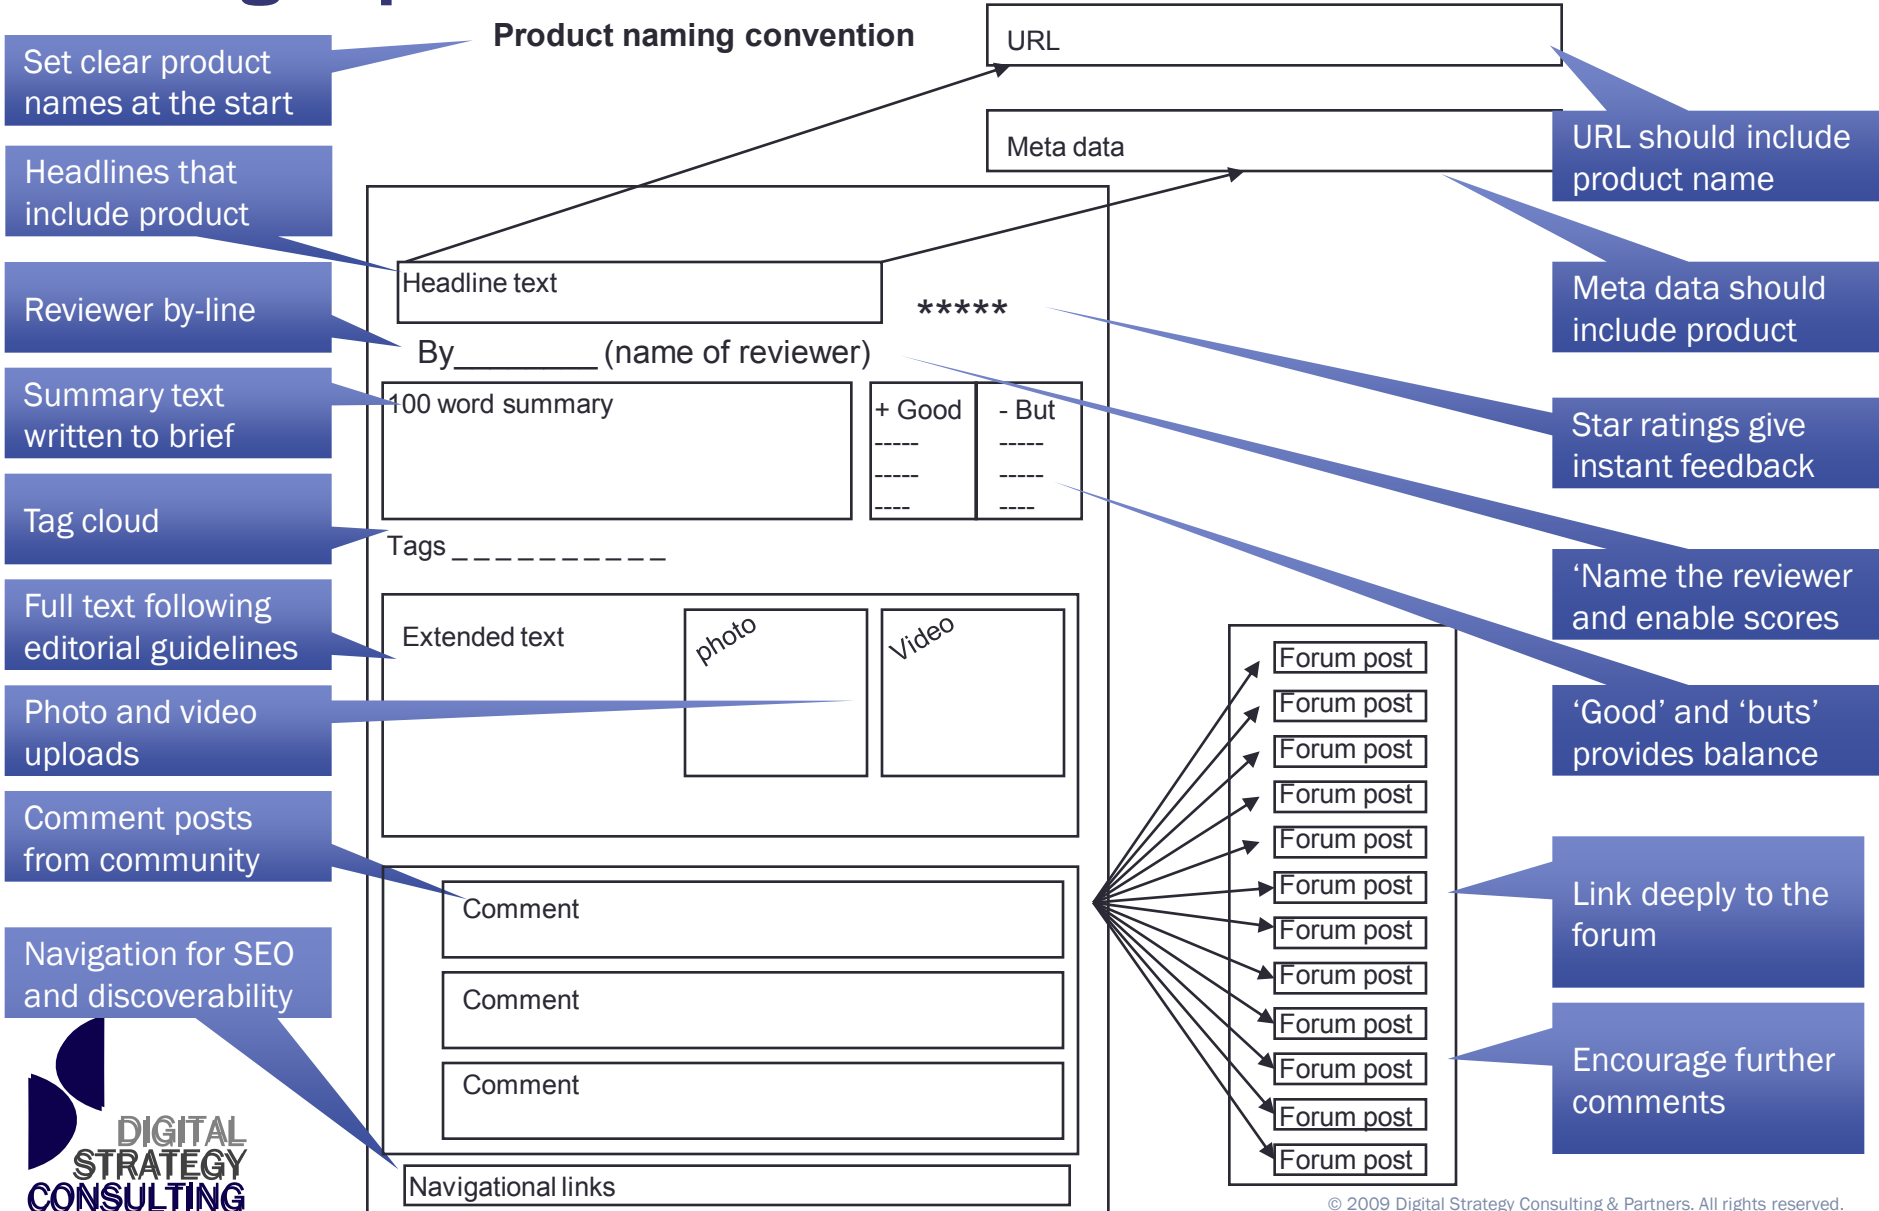 Product naming convention
URL
Set clear product
names at the start
Meta data
URL should include
product name
Headlines that
include product
Headline text
*****
Meta data should
include product
Reviewer by-line
By________ (name of reviewer)
Summary text
written to brief
100 word summary
+ Good
-----
-----
----
- But
-----
-----
----
Star ratings give
instant feedback
Tag cloud
Tags _ _ _ _ _ _ _ _ _ _
‘Name the reviewer
and enable scores
Full text following
editorial guidelines
Extended text
photo
Video
‘Good’ and ‘buts’
provides balance
Photo and video
uploads
Forum post
Forum post
Forum post
Forum post
Forum post
Forum post
Forum post
Forum post
Forum post
Forum post
Forum post
Forum post
Comment posts
from community
Comment
Comment
Comment
Link deeply to the
forum
Encourage further
comments
Navigation for SEO
and discoverability
Navigational links
DIGITAL
STRATEGY
CONSULTING
© 2009 Digital Strategy Consulting & Partners. All rights reserved.